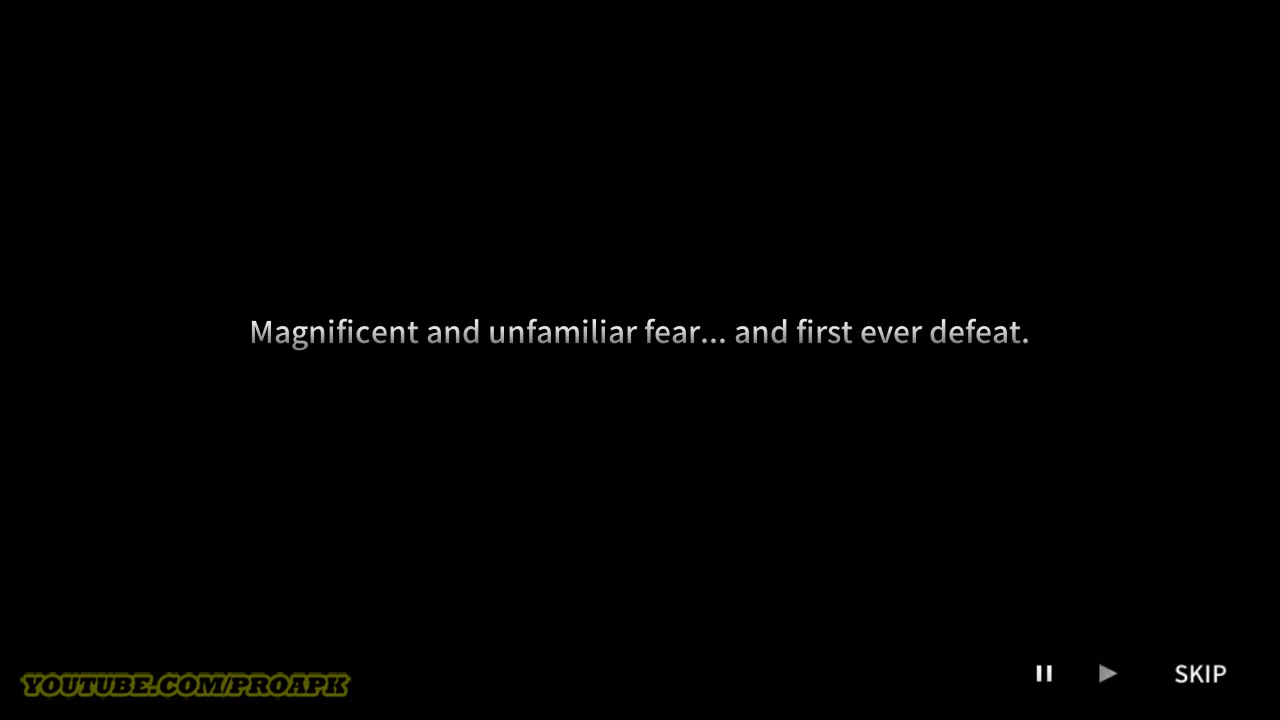 Magnificent and unfamiliar fear... and first ever defeat.
SKIP
YOUTUBE.COM/PROAPK